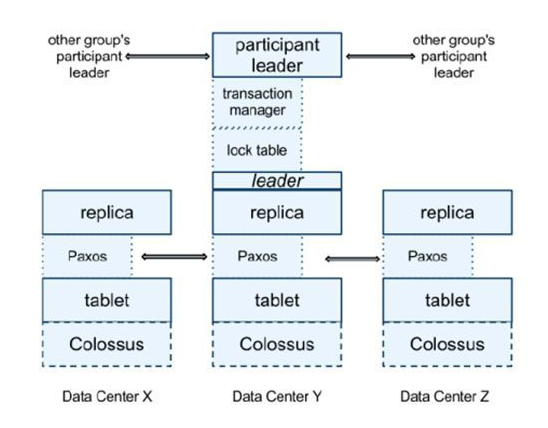 other group's
participant
leader
participant
leader
other group's
participant
leader
transaction
manager
lock table
leader
replica
replica
replica
Paxos
Paxos
Paxos
tablet
tablet
tablet
Colossus
Colossus
Colossus
Data Center X
Data Center Y
Data Center Z